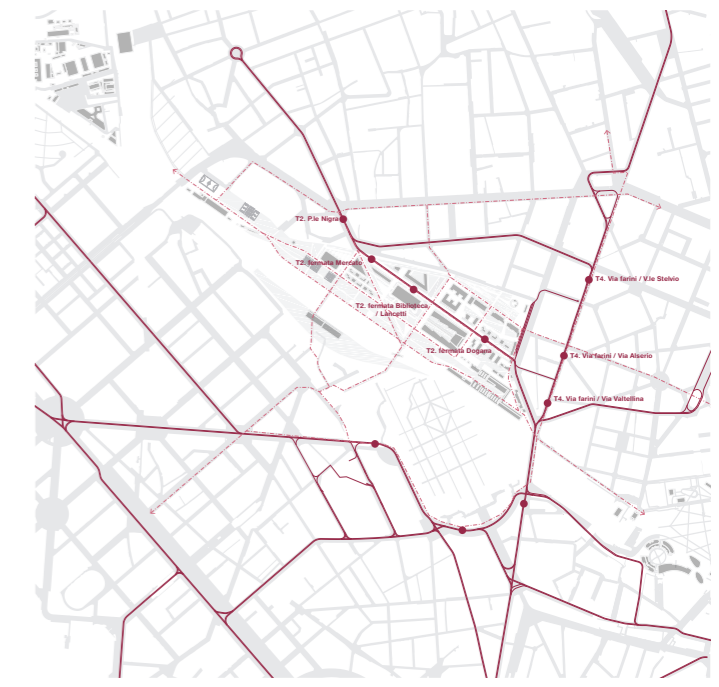 T2. P.le Nigra
T2. fermata Mercato
T4. Via farini / V.le Stelvio
T2. fermata Biblioteca
/ Lancetti
T2. fermata Dogana
T4. Via farini / Via Alserio
T4. Via farini / Via Valtellina